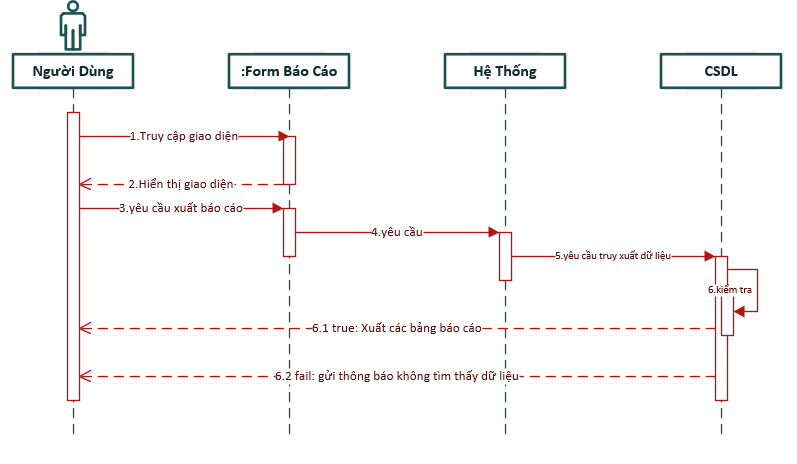 Người Dùng
:Form Báo Cáo
Hệ Thống
CSDL
1.Truy cập giao diện
2.Hiển thị giao diện
3.yêu cầu xuất báo cáo
4.yêu cầu
5.yêu cầu truy xuất dữ liệu
6.kiểm tra
6.1 true: Xuất các bảng báo cáo
6.2 fail: gửi thông báo không tìm thấy dữ liệu